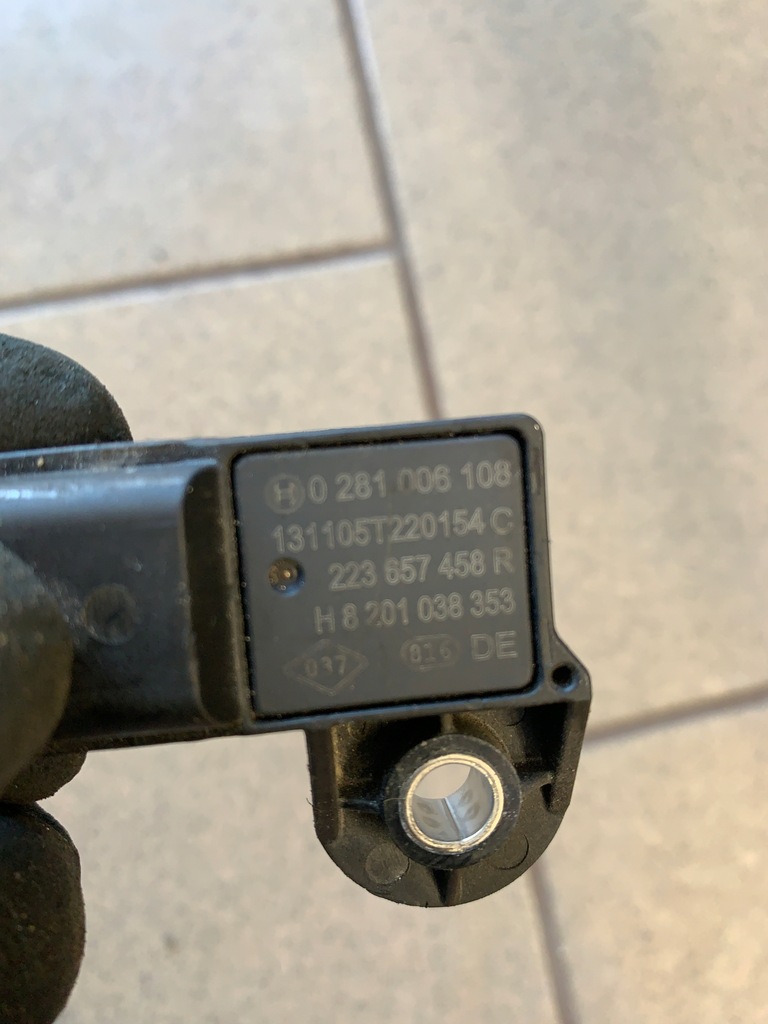 0 281 006 108
131105T220154 C
223 657 458 R
H 8 201 038 353
037 816 DE